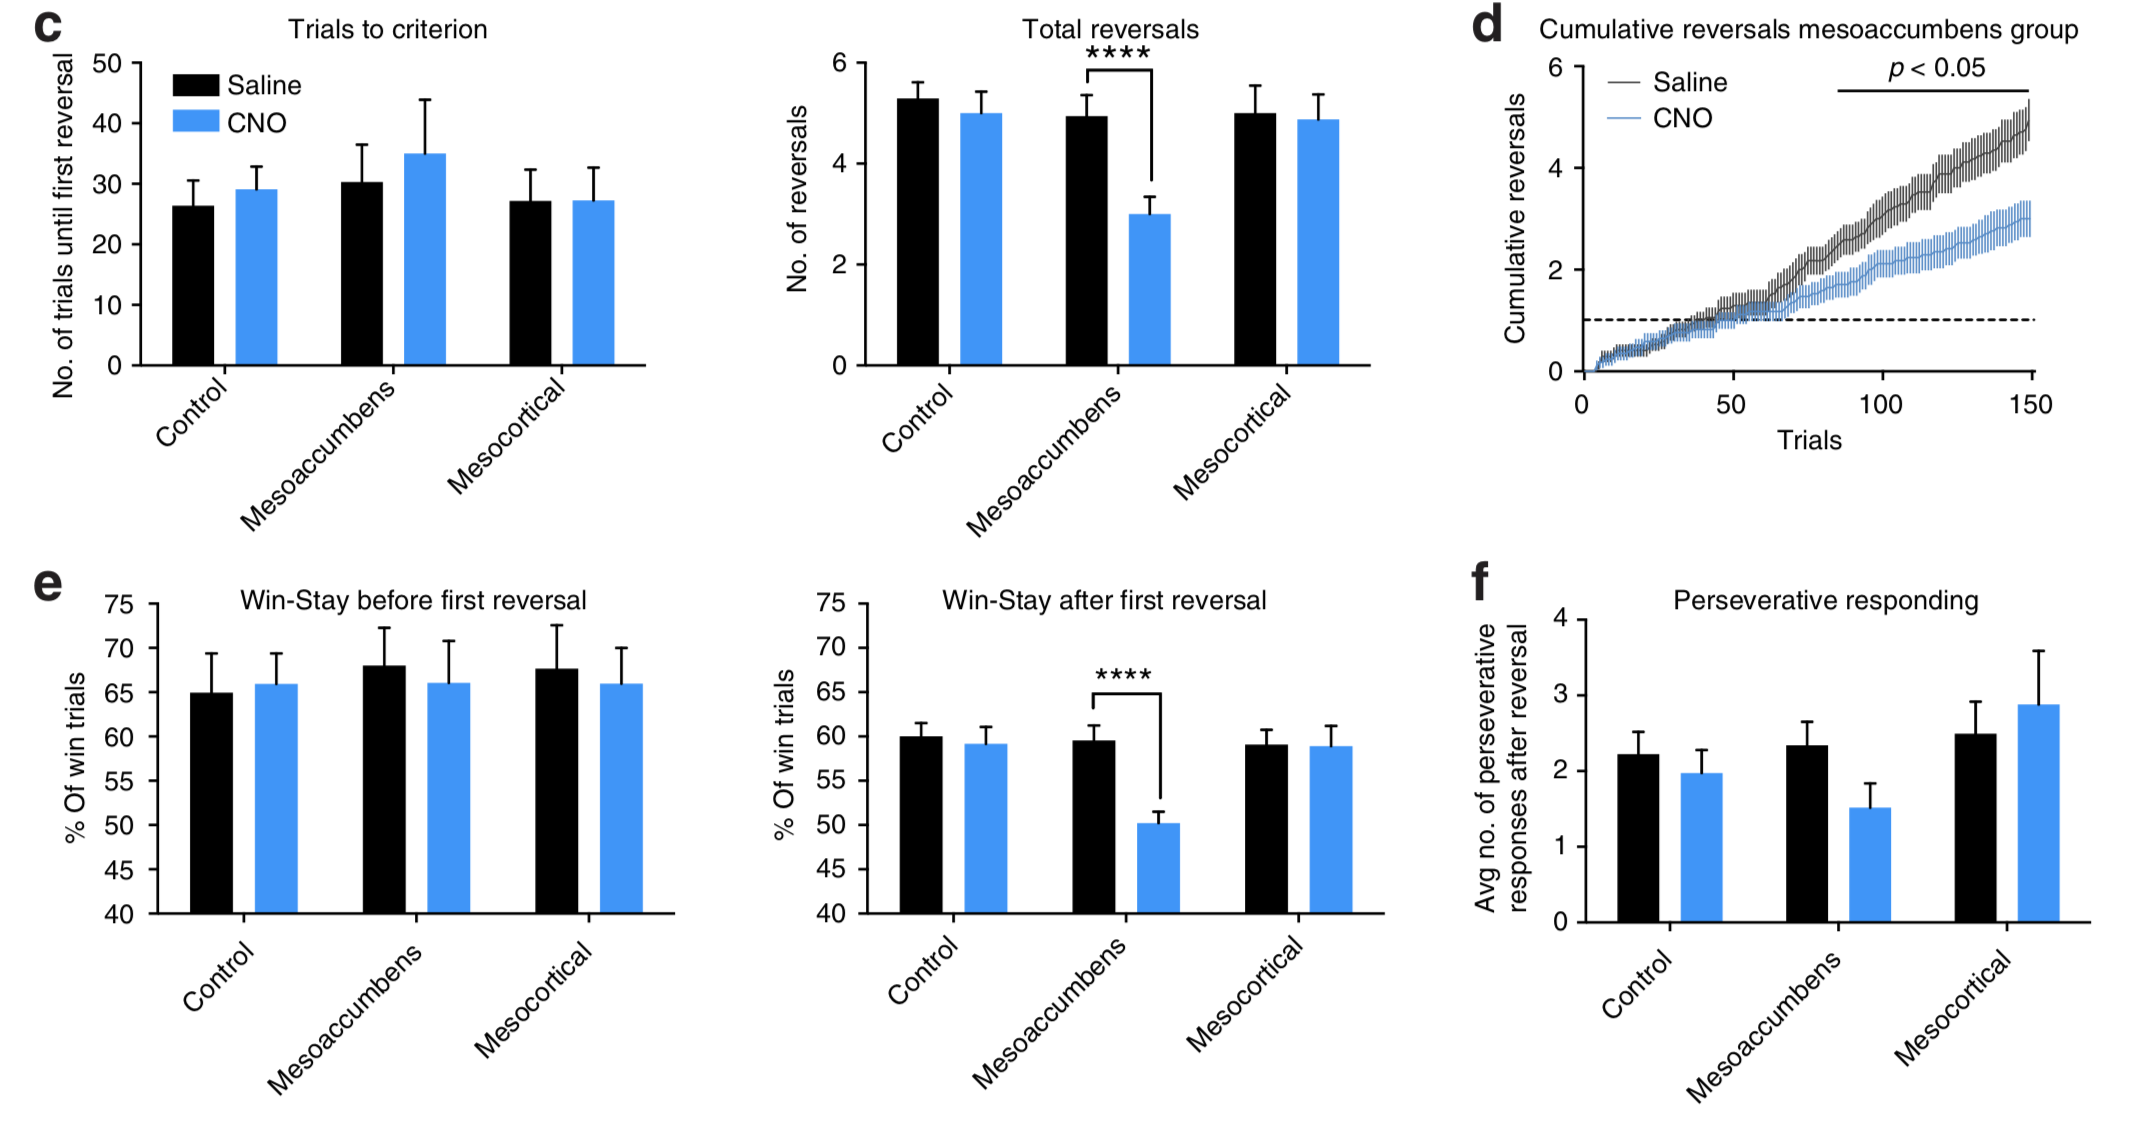 c
Trials to criterion
No. of trials until first reversal
50
40
30
20
10
0
Saline
CNO
Control
Mesoaccumbens
Mesocortical
Total reversals
****
No. of reversals
6
4
2
0
Control
Mesoaccumbens
Mesocortical
d
Cumulative reversals mesoaccumbens group
p < 0.05
Saline
CNO
Cumulative reversals
6
4
2
0
0
50
100
150
Trials
e
Win-Stay before first reversal
% Of win trials
75
70
65
60
55
50
45
40
Control
Mesoaccumbens
Mesocortical
Win-Stay after first reversal
****
% Of win trials
75
70
65
60
55
50
45
40
Control
Mesoaccumbens
Mesocortical
f
Perseverative responding
Avg no. of perseverative
responses after reversal
4
3
2
1
0
Control
Mesoaccumbens
Mesocortical